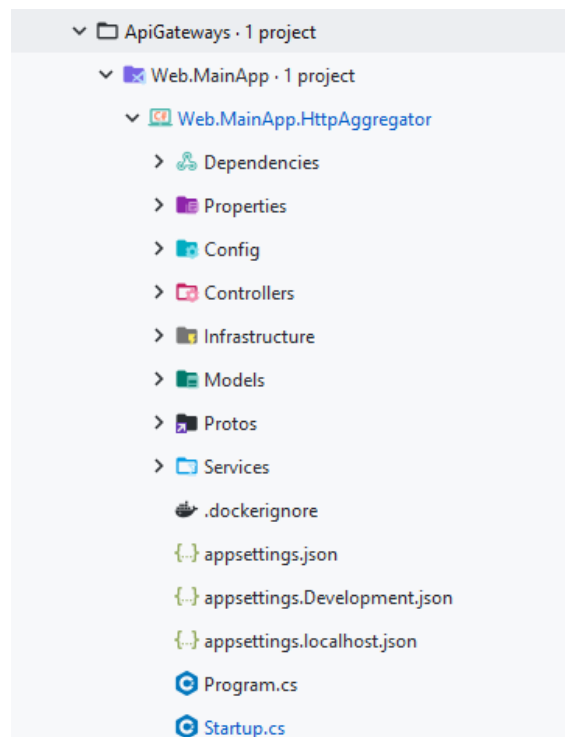 ApiGateways · 1 project
Web.MainApp · 1 project
C# Web.MainApp.HttpAggregator
Dependencies
Properties
Config
Controllers
Infrastructure
Models
Protos
Services
.dockerignore
{...} appsettings.json
{...} appsettings.Development.json
{...} appsettings.localhost.json
Program.cs
Startup.cs